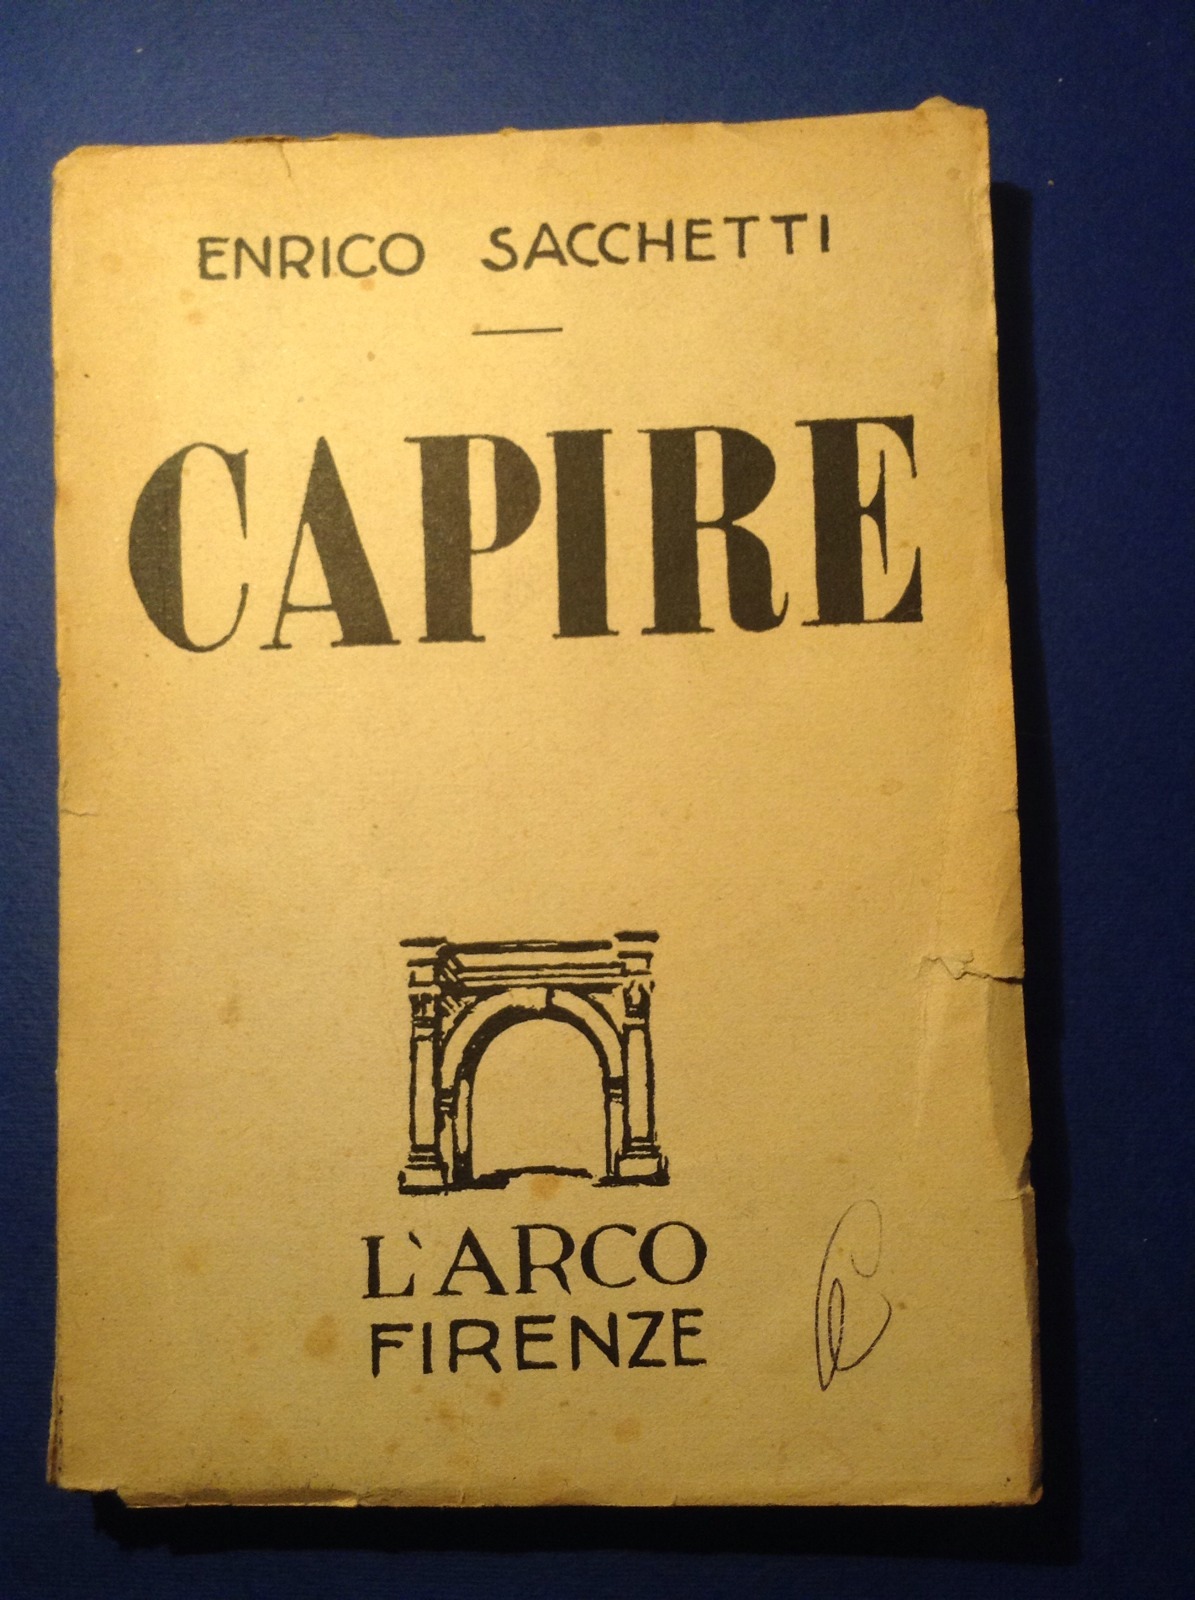 ENRICO SACCHETTI
CAPIRE
L'ARCO
FIRENZE